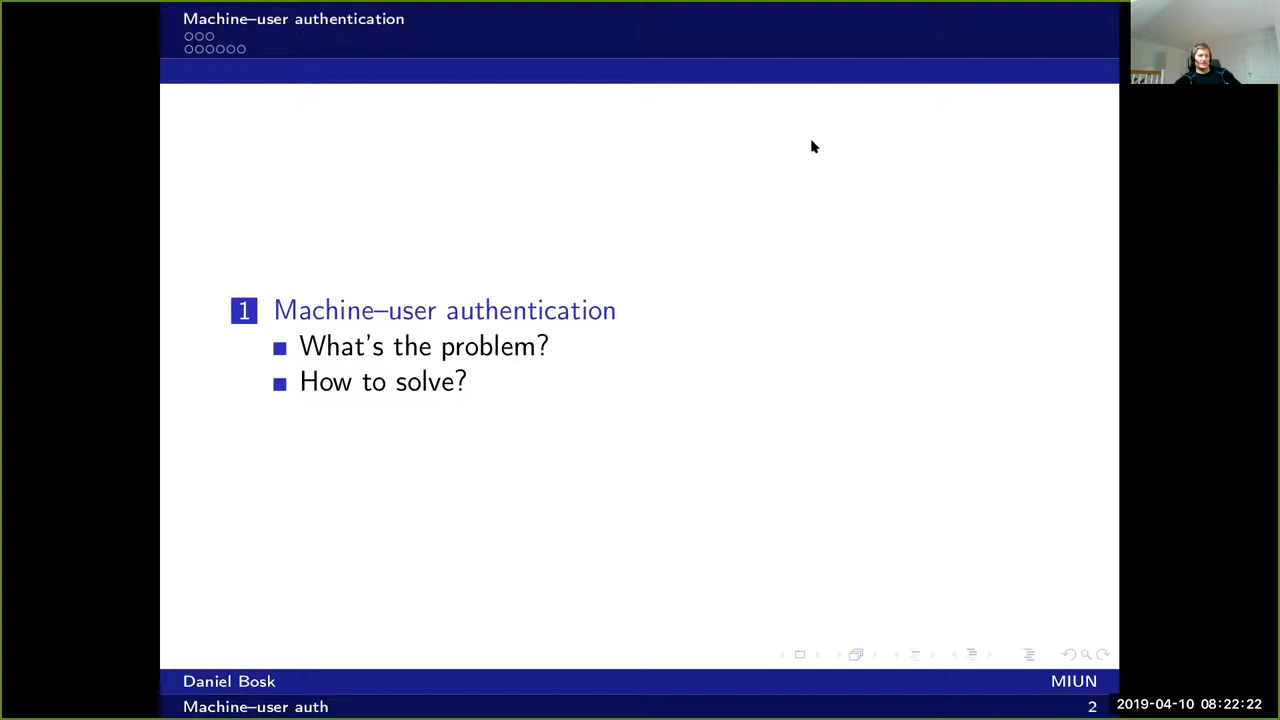 Machine–user authentication
1 Machine–user authentication
What's the problem?
How to solve?
Daniel Bosk
MIUN
Machine–user auth
2
2019-04-10 08:22:22